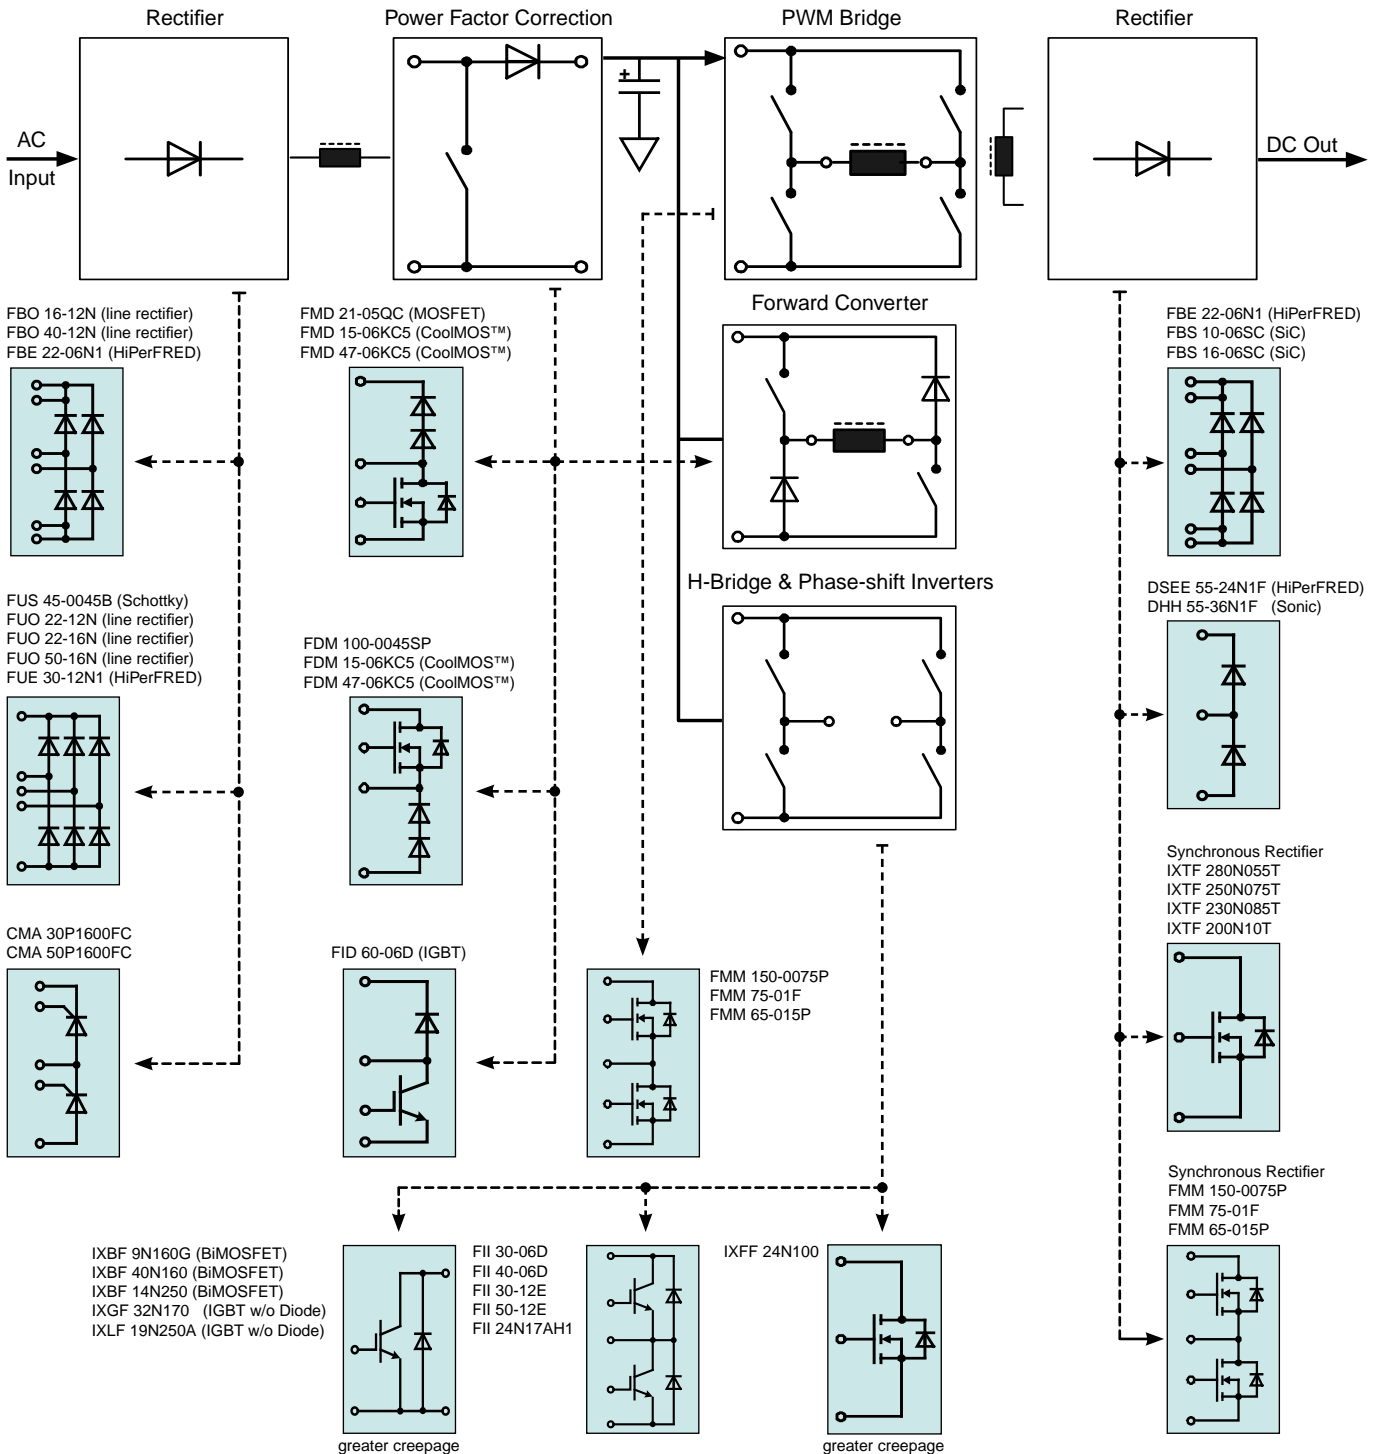 Rectifier
Power Factor Correction
PWM Bridge
Rectifier
AC
Input
+
DC Out
FBO 16-12N (line rectifier)
FBO 40-12N (line rectifier)
FBE 22-06N1 (HiPerFRED)
FMD 21-05QC (MOSFET)
FMD 15-06KC5 (CoolMOS™)
FMD 47-06KC5 (CoolMOS™)
Forward Converter
FBE 22-06N1 (HiPerFRED)
FBS 10-06SC (SiC)
FBS 16-06SC (SiC)
H-Bridge & Phase-shift Inverters
FUS 45-0045B (Schottky)
FUO 22-12N (line rectifier)
FUO 22-16N (line rectifier)
FUO 50-16N (line rectifier)
FUE 30-12N1 (HiPerFRED)
FDM 100-0045SP
FDM 15-06KC5 (CoolMOS™)
FDM 47-06KC5 (CoolMOS™)
DSEE 55-24N1F (HiPerFRED)
DHH 55-36N1F (Sonic)
Synchronous Rectifier
IXTF 280N055T
IXTF 250N075T
IXTF 230N085T
IXTF 200N10T
CMA 30P1600FC
CMA 50P1600FC
FID 60-06D (IGBT)
FMM 150-0075P
FMM 75-01F
FMM 65-015P
Synchronous Rectifier
FMM 150-0075P
FMM 75-01F
FMM 65-015P
IXBF 9N160G (BiMOSFET)
IXBF 40N160 (BiMOSFET)
IXBF 14N250 (BiMOSFET)
IXGF 32N170 (IGBT w/o Diode)
IXLF 19N250A (IGBT w/o Diode)
FII 30-06D
FII 40-06D
FII 30-12E
FII 50-12E
FII 24N17AH1
IXFF 24N100
greater creepage
greater creepage